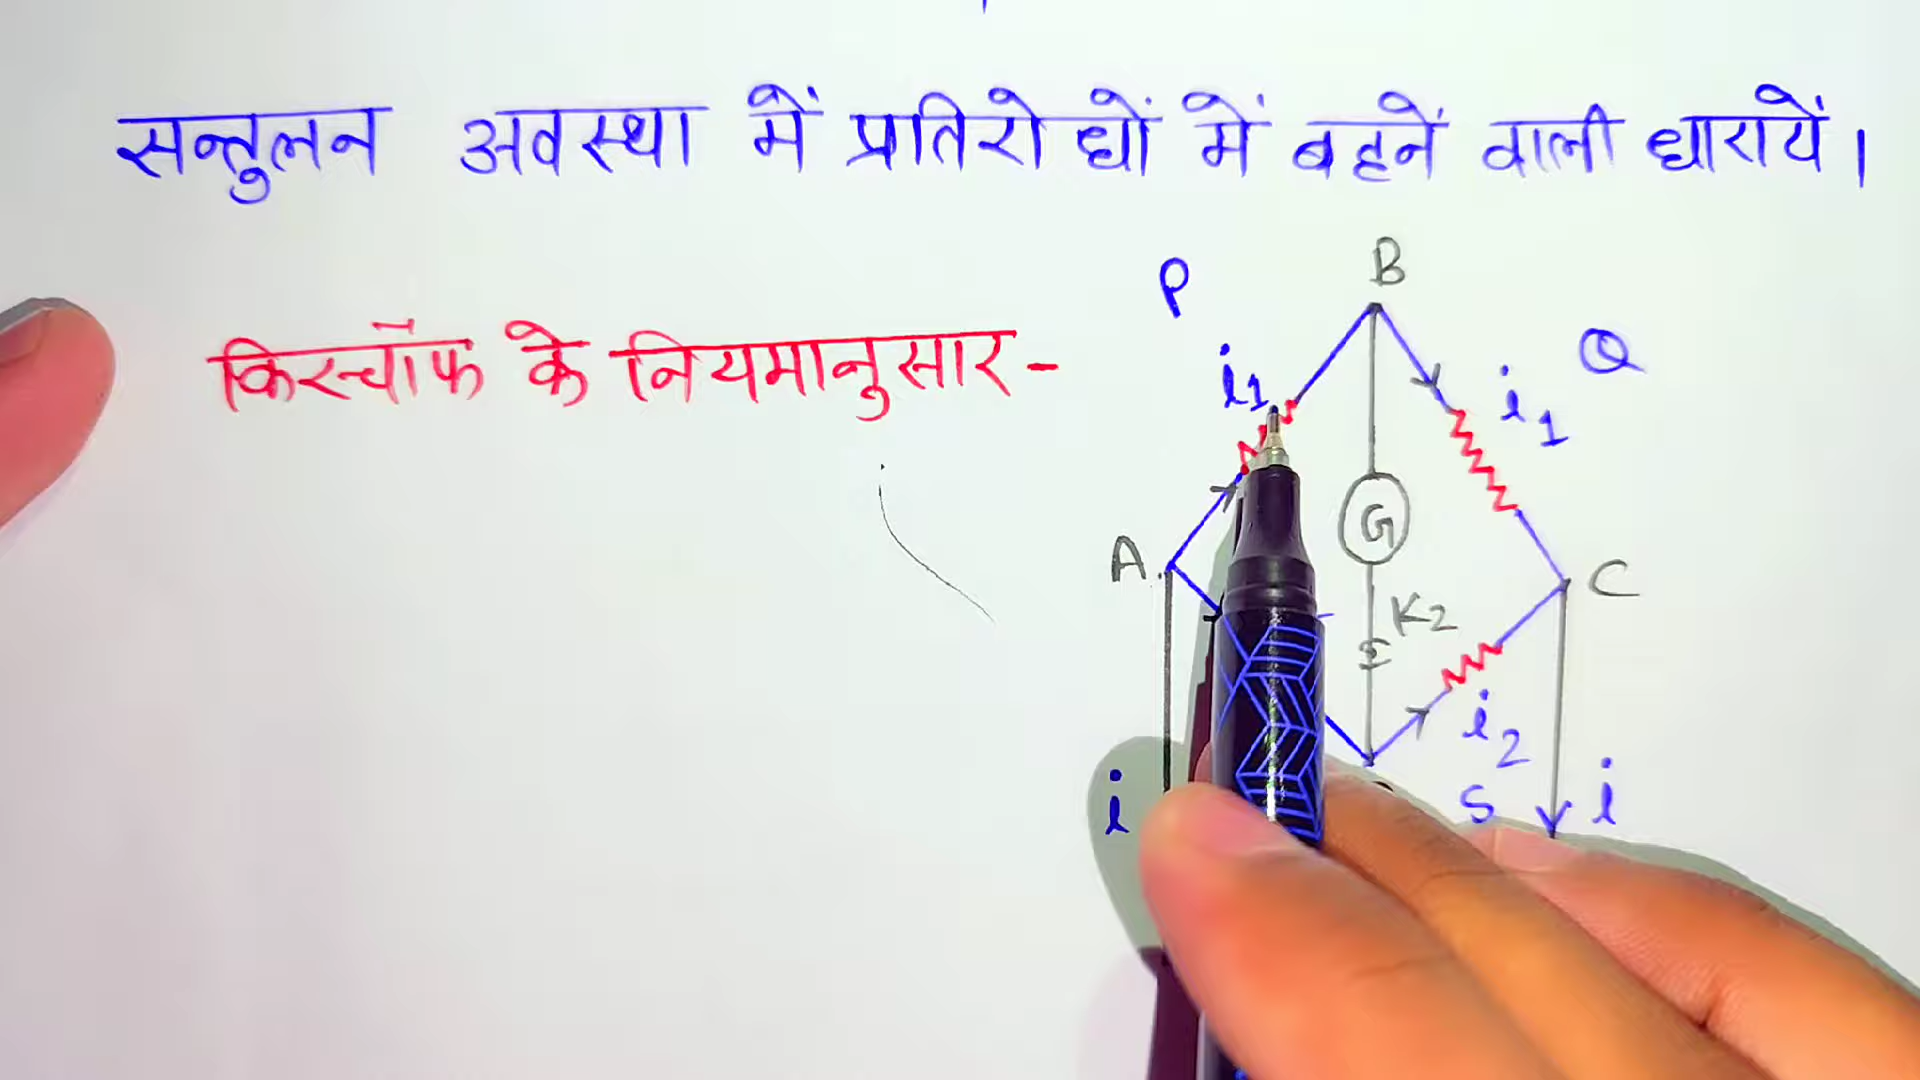 सन्तुलन अवस्था में प्रतिरोधों में बहनें वाली धारायें।
किरचॉफ के नियमानुसार-
B
P
Q
i1
i1
G
A
C
K2
i2
S
i
i